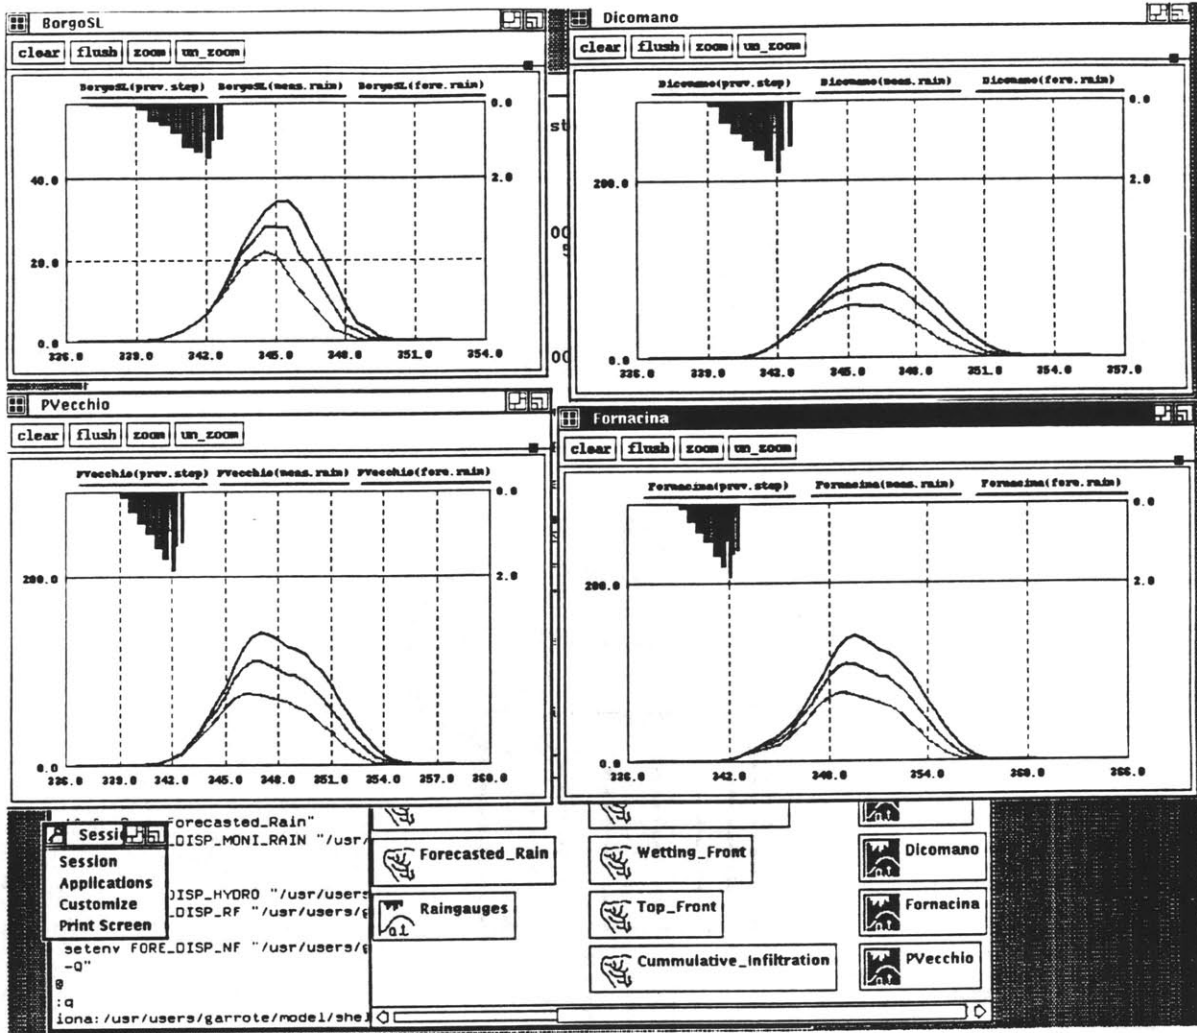 BorgoSL
clear flush zoom un_zoom
BorgoSL(prev.step) BorgoSL(meas.rain) BorgoSL(fore.rain)
0.0
40.0 2.0
20.0
0.0
336.0 339.0 342.0 345.0 348.0 351.0 354.0
Dicomano
clear flush zoom un_zoom
Dicomano(prev.step) Dicomano(meas.rain) Dicomano(fore.rain)
0.0
200.0 2.0
0.0
336.0 339.0 342.0 345.0 348.0 351.0 354.0 357.0
st
00
00
PVecchio
clear flush zoom un_zoom
PVecchio(prev.step) PVecchio(meas.rain) PVecchio(fore.rain)
0.0
200.0 2.0
0.0
336.0 339.0 342.0 345.0 348.0 351.0 354.0 357.0 360.0
Fornacina
clear flush zoom un_zoom
Fornacina(prev.step) Fornacina(meas.rain) Fornacina(fore.rain)
0.0
200.0 2.0
0.0
336.0 342.0 348.0 354.0 360.0 366.0
Forecasted_Rain"
_DISP_MONI_RAIN "/usr/
DISP_HYDRO "/usr/users
_DISP_RF "/usr/users/g
setenv FORE_DISP_NF "/usr/users/g
-Q"
:q
iona:/usr/users/garrote/model/shel
Sessi
Session
Applications
Customize
Print Screen
Forecasted_Rain
Raingauges
Wetting_Front
Top_Front
Cummulative_Infiltration
Dicomano
Fornacina
PVecchio